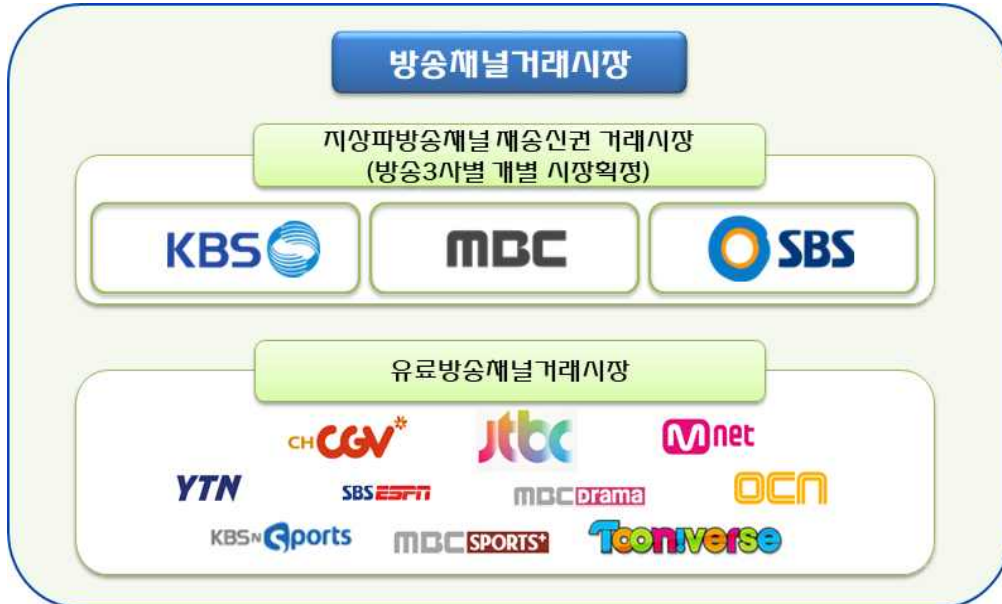 방송채널거래시장
지상파방송채널 재송신권 거래시장
(방송3사별 개별 시장획정)
KBS MBC SBS
유료방송채널거래시장
CH CGV jtbc Mnet
YTN SBS ESPN MBC Drama OCN
KBS N Sports MBC SPORTS+ Tooniverse